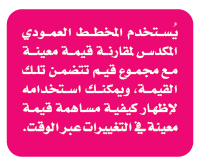 يُستخدم المخطط العمودي
المكدس لمقارنة قيمة معينة
مع مجموع قيم تتضمن تلك
القيمة، ويمكنك استخدامه
لإظهار كيفية مساهمة قيمة
معينة في التغييرات عبر الوقت.